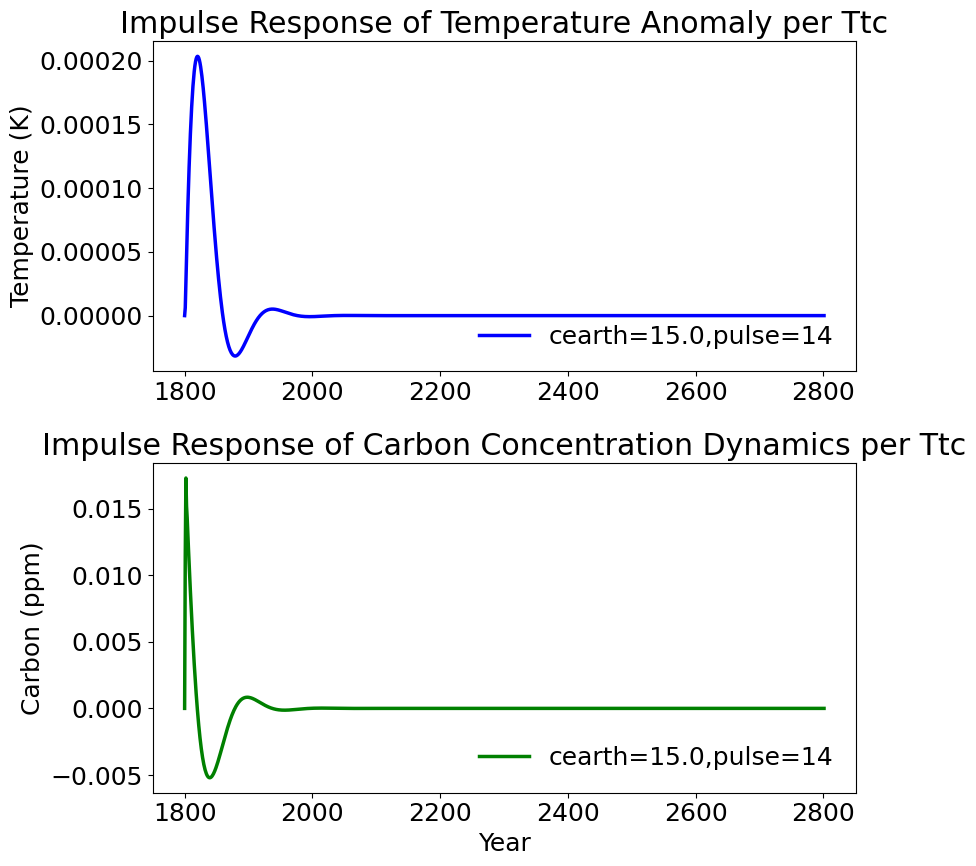 Impulse Response of Temperature Anomaly per Ttc
Temperature (K)
0.00020
0.00015
0.00010
0.00005
0.00000
cearth=15.0,pulse=14
1800 2000 2200 2400 2600 2800
Impulse Response of Carbon Concentration Dynamics per Ttc
Carbon (ppm)
0.015
0.010
0.005
0.000
−0.005
cearth=15.0,pulse=14
1800 2000 2200 2400 2600 2800
Year